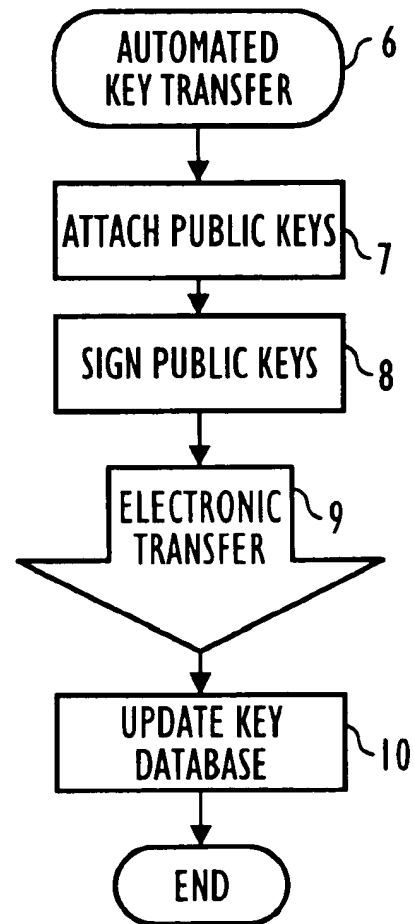 AUTOMATED
KEY TRANSFER
6
ATTACH PUBLIC KEYS
7
SIGN PUBLIC KEYS
8
ELECTRONIC
TRANSFER
9
UPDATE KEY
DATABASE
10
END